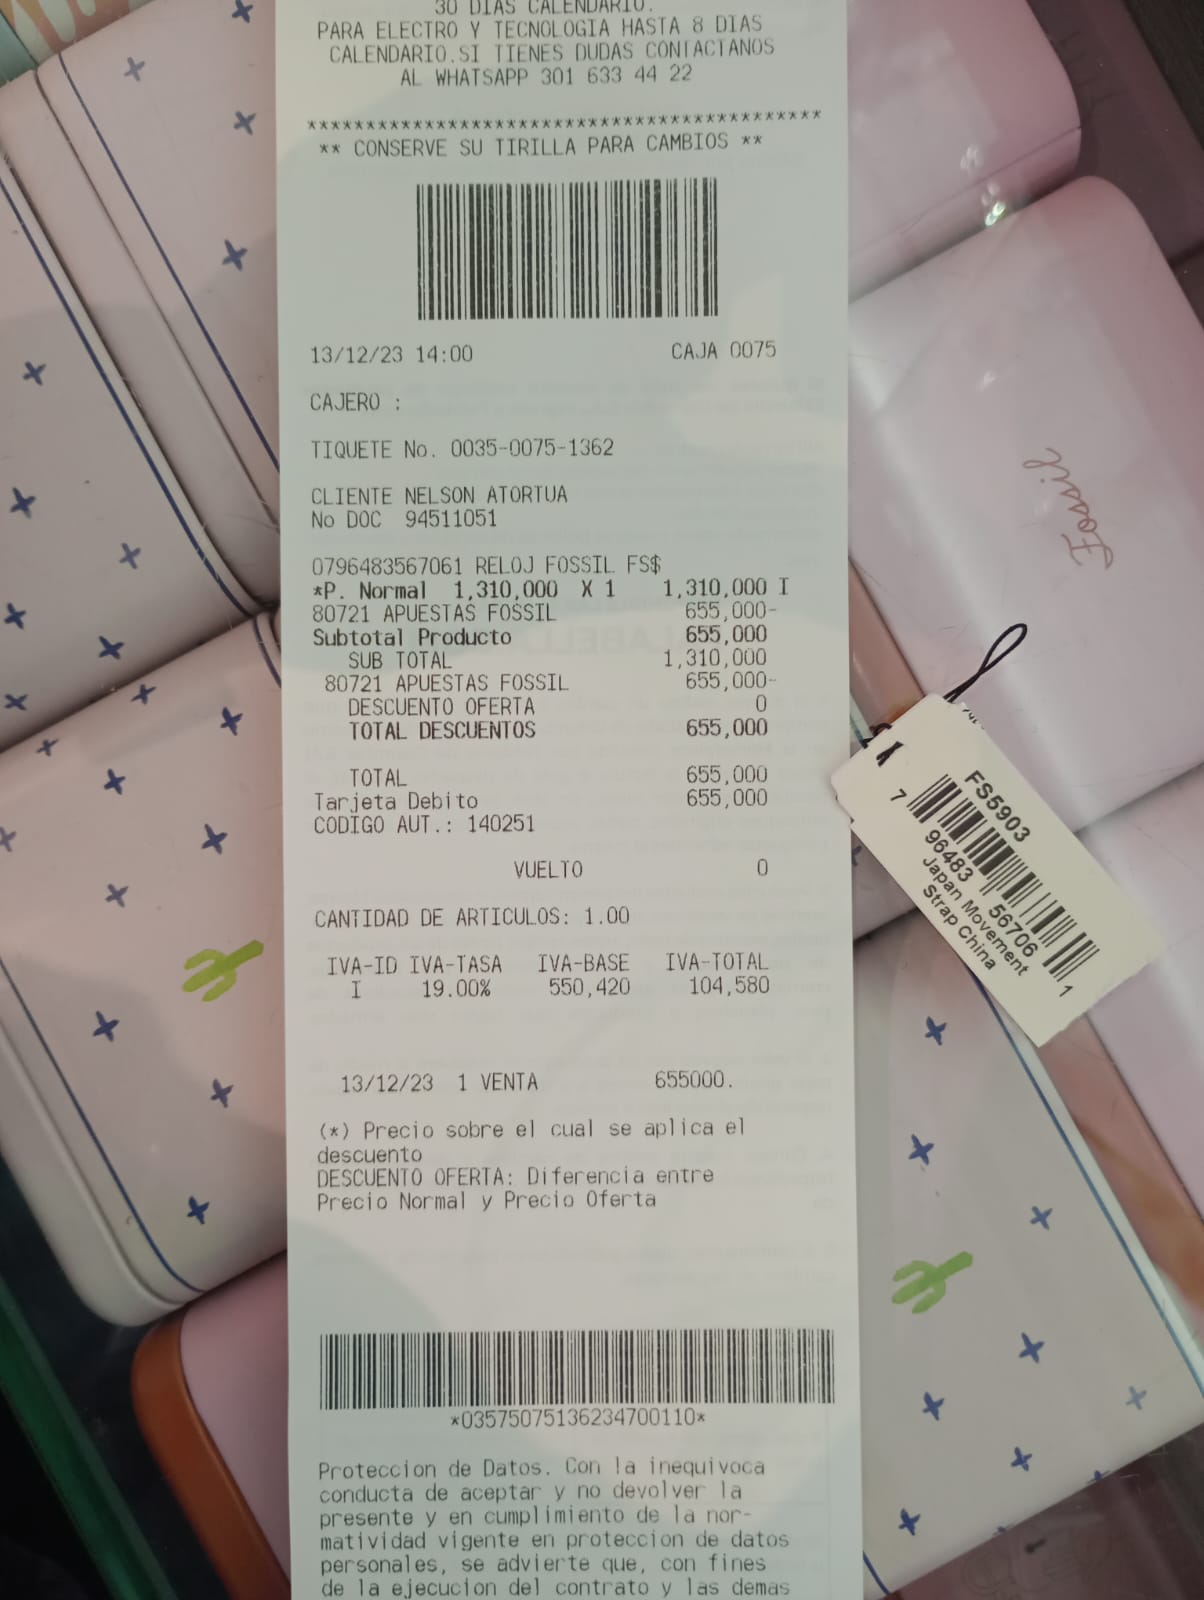 30 DIAS CALENDARIO.
PARA ELECTRO Y TECNOLOGIA HASTA 8 DIAS
CALENDARIO.SI TIENES DUDAS CONTACTANOS
AL WHATSAPP 301 633 44 22
********************************************
** CONSERVE SU TIRILLA PARA CAMBIOS **
13/12/23 14:00 CAJA 0075
CAJERO :
TIQUETE No. 0035-0075-1362
CLIENTE NELSON ATORTUA
No DOC 94511051
0796483567061 RELOJ FOSSIL FS$
*P. Normal 1,310,000 X 1 1,310,000 I
80721 APUESTAS FOSSIL 655,000-
Subtotal Producto 655,000
SUB TOTAL 1,310,000
80721 APUESTAS FOSSIL 655,000-
DESCUENTO OFERTA 0
TOTAL DESCUENTOS 655,000
TOTAL 655,000
Tarjeta Debito 655,000
CODIGO AUT.: 140251
VUELTO 0
CANTIDAD DE ARTICULOS: 1.00
IVA-ID IVA-TASA IVA-BASE IVA-TOTAL
I 19.00% 550,420 104,580
13/12/23 1 VENTA 655000.
(*) Precio sobre el cual se aplica el
descuento
DESCUENTO OFERTA: Diferencia entre
Precio Normal y Precio Oferta
*03575075136234700110*
Proteccion de Datos. Con la inequivoca
conducta de aceptar y no devolver la
presente y en cumplimiento de la nor-
matividad vigente en proteccion de datos
personales, se advierte que, con fines
de la ejecucion del contrato y las demas
Fossil
FS5903
7 96483 56706 1
Japan Movement
Strap China